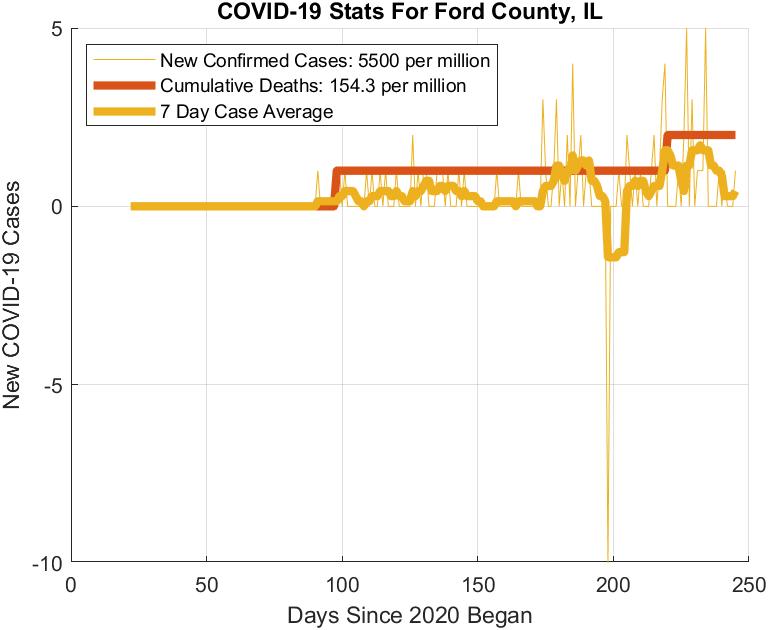 COVID-19 Stats For Ford County, IL
New Confirmed Cases: 5500 per million
Cumulative Deaths: 154.3 per million
7 Day Case Average
New COVID-19 Cases
5
0
-5
-10
0 50 100 150 200 250
Days Since 2020 Began